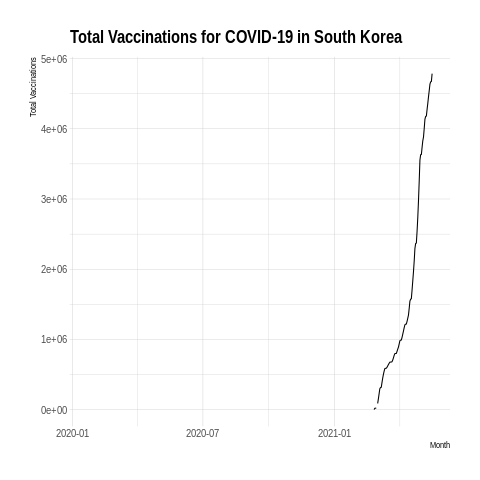 Total Vaccinations for COVID-19 in South Korea
Total Vaccinations
5e+06
4e+06
3e+06
2e+06
1e+06
0e+00
2020-01
2020-07
2021-01
Month